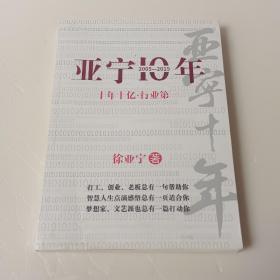 亚宁10年
2005—2015
十年十亿·行业第一
徐亚宁 著
打工、创业、老板总有一句帮助你
智慧人生点滴感悟总有一页适合你
梦想家、文艺派也总有一篇打动你
亚宁十年